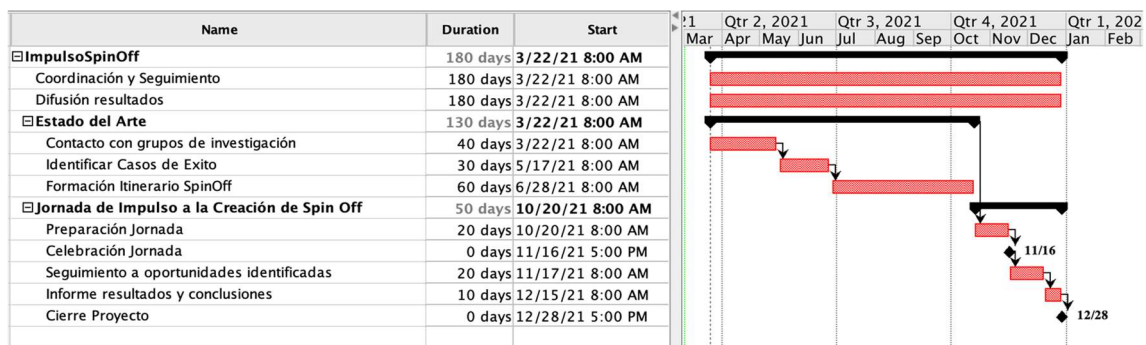 Name Duration Start
ImpulsoSpinOff 180 days 3/22/21 8:00 AM
Coordinación y Seguimiento 180 days 3/22/21 8:00 AM
Difusión resultados 180 days 3/22/21 8:00 AM
Estado del Arte 130 days 3/22/21 8:00 AM
Contacto con grupos de investigación 40 days 3/22/21 8:00 AM
Identificar Casos de Exito 30 days 5/17/21 8:00 AM
Formación Itinerario SpinOff 60 days 6/28/21 8:00 AM
Jornada de Impulso a la Creación de Spin Off 50 days 10/20/21 8:00 AM
Preparación Jornada 20 days 10/20/21 8:00 AM
Celebración Jornada 0 days 11/16/21 5:00 PM
Seguimiento a oportunidades identificadas 20 days 11/17/21 8:00 AM
Informe resultados y conclusiones 10 days 12/15/21 8:00 AM
Cierre Proyecto 0 days 12/28/21 5:00 PM
21 Qtr 2, 2021 Qtr 3, 2021 Qtr 4, 2021 Qtr 1, 202
Mar Apr May Jun Jul Aug Sep Oct Nov Dec Jan Feb
11/16
12/28